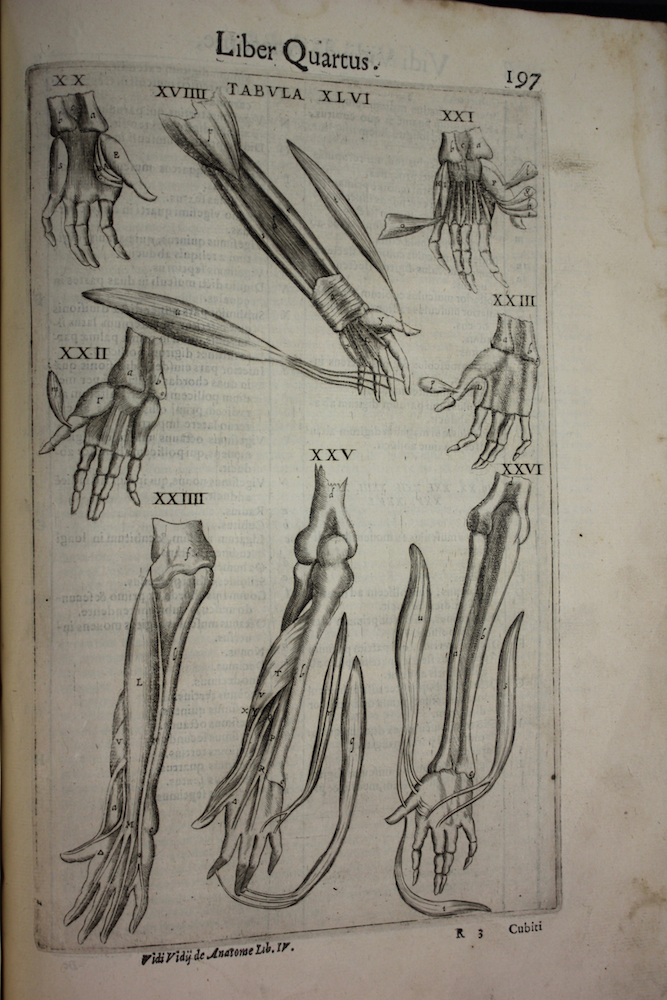 Liber Quartus.
197
XX
XVIIII
TABVLA XLVI
XXI
XXII
XXIII
XXIIII
XXV
XXVI
R 3
Cubiti
Vidi Vidij de Anatome Lib. IV.